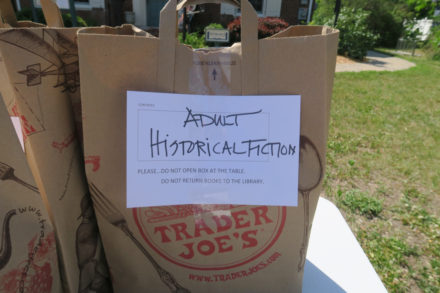 ADULT
HISTORICAL FICTION
PLEASE.. DO NOT OPEN BOX AT THE TABLE.
DO NOT RETURN BOOKS TO THE LIBRARY.
TRADER
JOE'S
WWW.TRADERJOES.COM